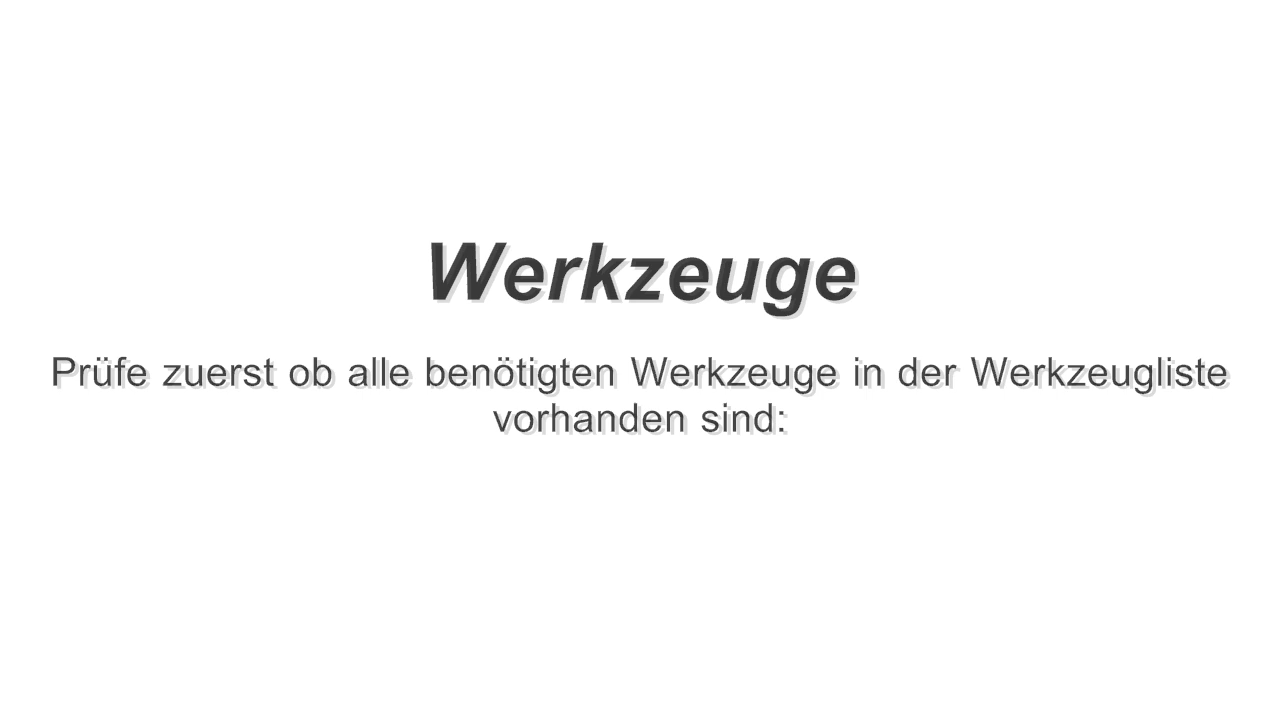 Werkzeuge
Prüfe zuerst ob alle benötigten Werkzeuge in der Werkzeugliste
vorhanden sind: